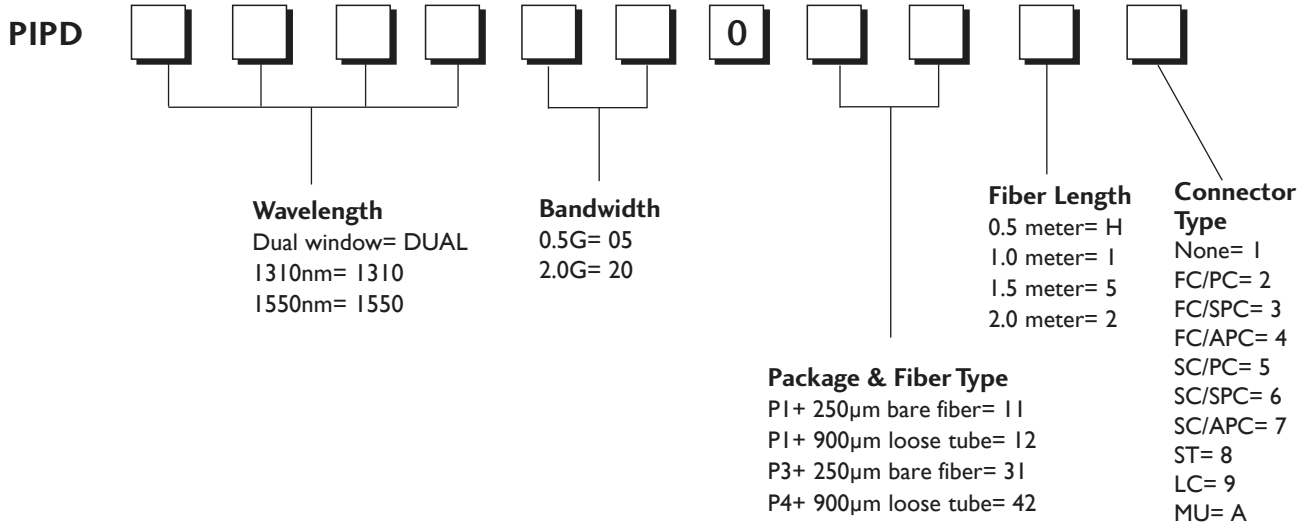 PIPD 0
Wavelength
Dual window= DUAL
1310nm= 1310
1550nm= 1550
Bandwidth
0.5G= 05
2.0G= 20
Package & Fiber Type
P1+ 250µm bare fiber= 11
P1+ 900µm loose tube= 12
P3+ 250µm bare fiber= 31
P4+ 900µm loose tube= 42
Fiber Length
0.5 meter= H
1.0 meter= 1
1.5 meter= 5
2.0 meter= 2
Connector
Type
None= 1
FC/PC= 2
FC/SPC= 3
FC/APC= 4
SC/PC= 5
SC/SPC= 6
SC/APC= 7
ST= 8
LC= 9
MU= A